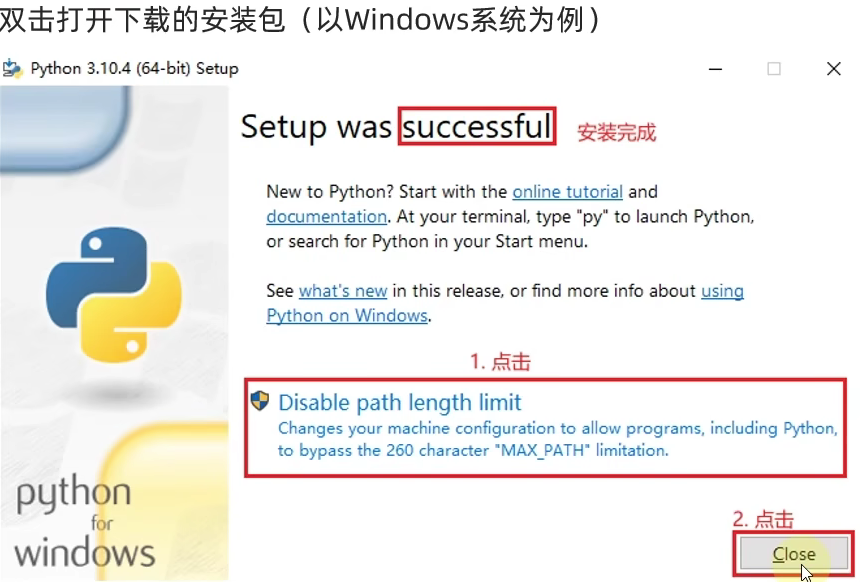 双击打开下载的安装包（以Windows系统为例）
Python 3.10.4 (64-bit) Setup
Setup was successful 安装完成
New to Python? Start with the online tutorial and
documentation. At your terminal, type "py" to launch Python,
or search for Python in your Start menu.
See what's new in this release, or find more info about using
Python on Windows.
1. 点击
Disable path length limit
Changes your machine configuration to allow programs, including Python,
to bypass the 260 character "MAX_PATH" limitation.
python
for
windows
2. 点击
Close